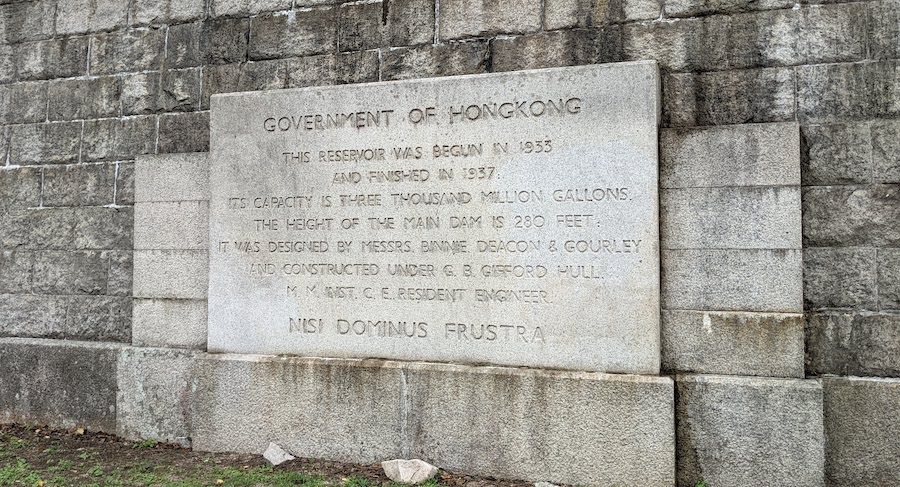 GOVERNMENT OF HONGKONG
THIS RESERVOIR WAS BEGUN IN 1933
AND FINISHED IN 1937.
ITS CAPACITY IS THREE THOUSAND MILLION GALLONS.
THE HEIGHT OF THE MAIN DAM IS 280 FEET.
IT WAS DESIGNED BY MESSRS. BINNIE, DEACON & GOURLEY
AND CONSTRUCTED UNDER G. B. GIFFORD HULL.
M. M. INST. C. E. RESIDENT ENGINEER.
NISI DOMINUS FRUSTRA